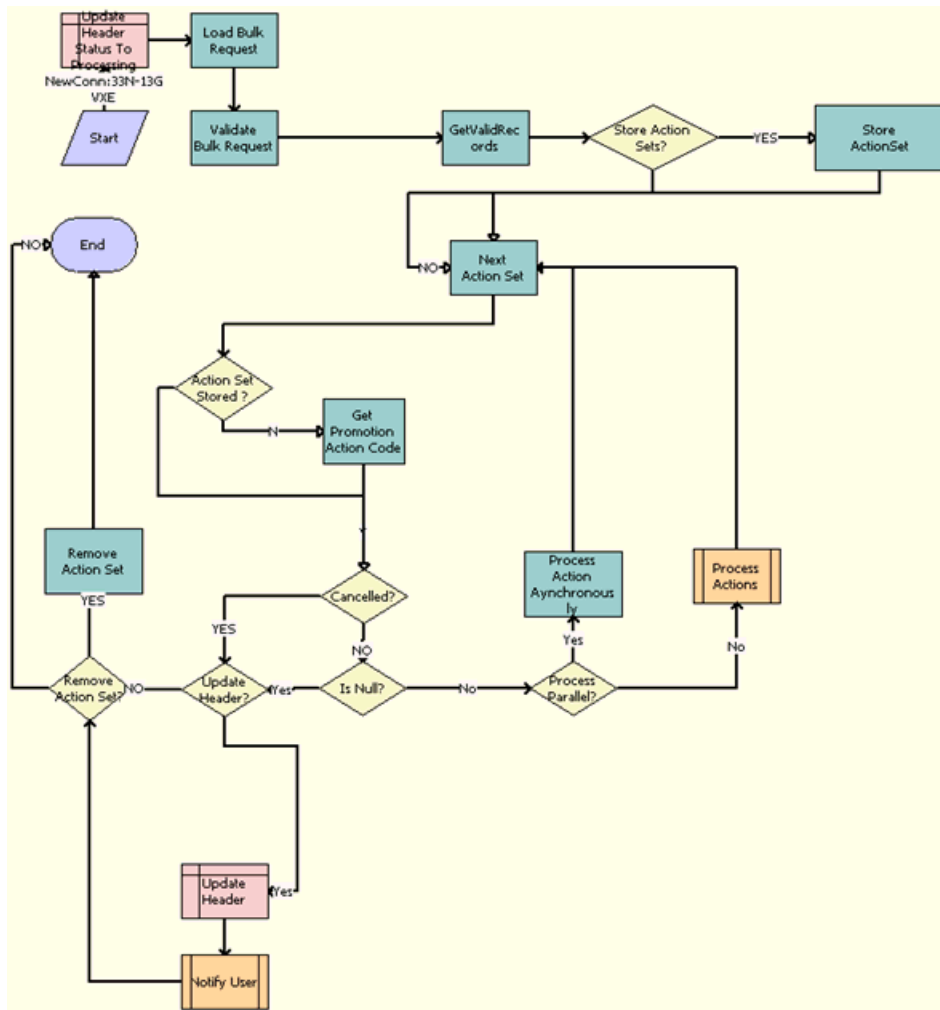 Update
Header
Status To
Processing
NewConn:33N-13G
VXE
Start
Load Bulk
Request
Validate
Bulk Request
GetValidRec
ords
Store Action
Sets?
YES
Store
ActionSet
NO
End
Next
Action Set
NO
Action Set
Stored ?
N
Get
Promotion
Action Code
Remove
Action Set
YES
Cancelled?
YES
NO
Process
Action
Aynchronous
ly
Process
Actions
Yes
No
Remove
Action Set?
NO
Update
Header?
Yes
Is Null?
No
Process
Parallel?
Update
Header
Yes
Notify User